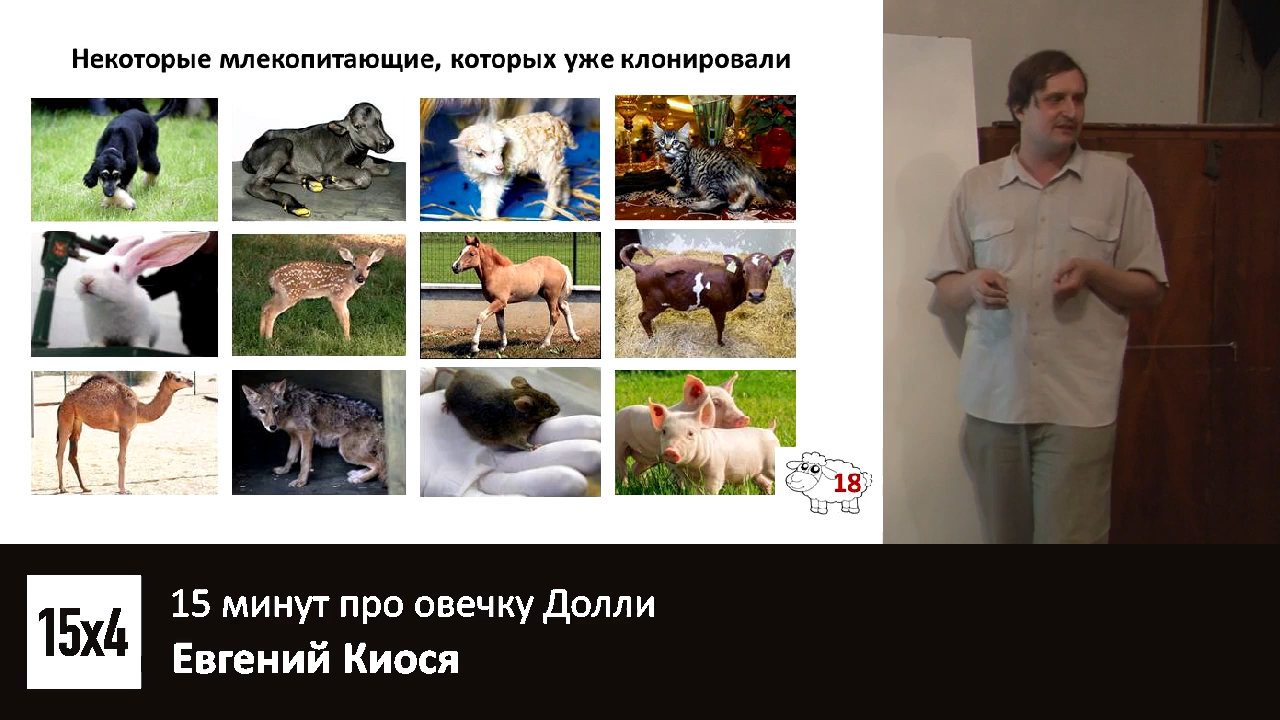 Некоторые млекопитающие, которых уже клонировали
18
15x4
15 минут про овечку Долли
Евгений Киося